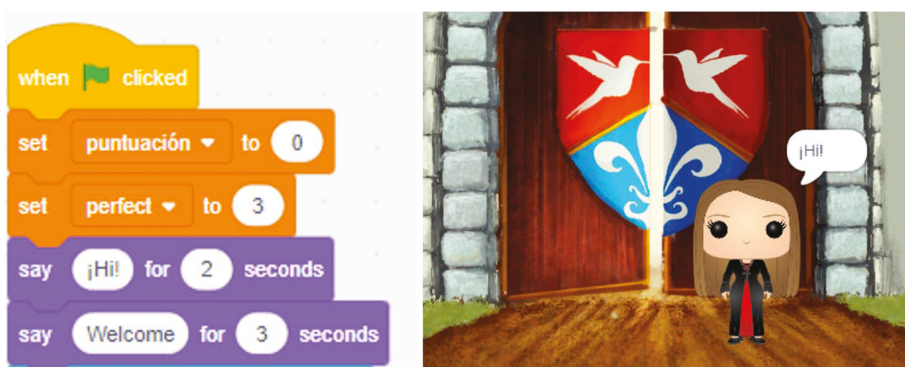 when clicked
set puntuación to 0
set perfect to 3
say ¡Hi! for 2 seconds
say Welcome for 3 seconds
¡Hi!